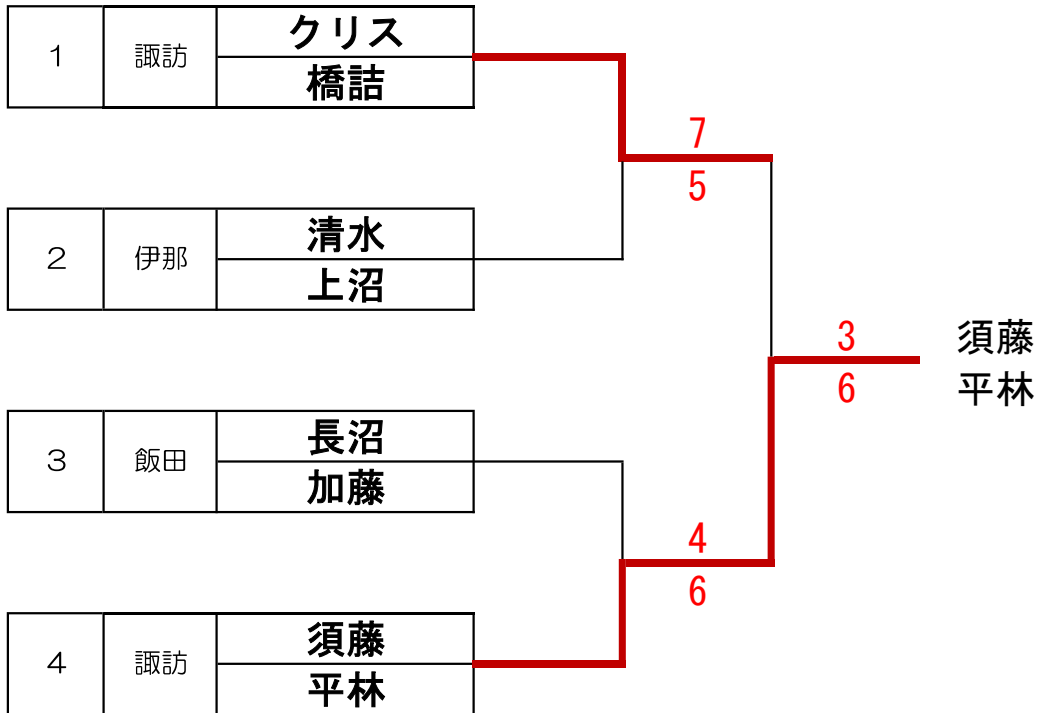 1 諏訪 クリス
橋詰
7
5
2 伊那 清水
上沼
3
6
須藤
平林
3 飯田 長沼
加藤
4
6
4 諏訪 須藤
平林